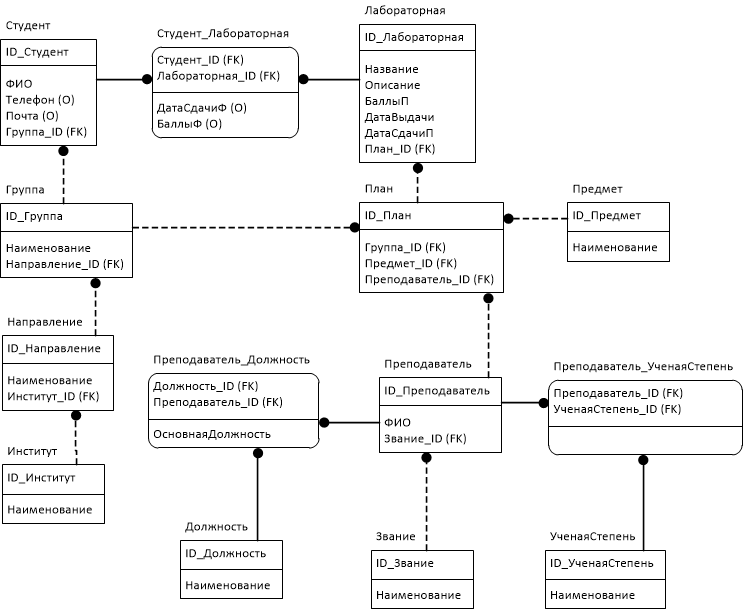 Студент
ID_Студент
ФИО
Телефон (O)
Почта (O)
Группа_ID (FK)
Студент_Лабораторная
Студент_ID (FK)
Лабораторная_ID (FK)
ДатаСдачиФ (O)
БаллыФ (O)
Лабораторная
ID_Лабораторная
Название
Описание
БаллыП
ДатаВыдачи
ДатаСдачиП
План_ID (FK)
Группа
ID_Группа
Наименование
Направление_ID (FK)
План
ID_План
Группа_ID (FK)
Предмет_ID (FK)
Преподаватель_ID (FK)
Предмет
ID_Предмет
Наименование
Направление
ID_Направление
Наименование
Институт_ID (FK)
Преподаватель_Должность
Должность_ID (FK)
Преподаватель_ID (FK)
ОсновнаяДолжность
Преподаватель
ID_Преподаватель
ФИО
Звание_ID (FK)
Преподаватель_УченаяСтепень
Преподаватель_ID (FK)
УченаяСтепень_ID (FK)
Институт
ID_Институт
Наименование
Должность
ID_Должность
Наименование
Звание
ID_Звание
Наименование
УченаяСтепень
ID_УченаяСтепень
Наименование